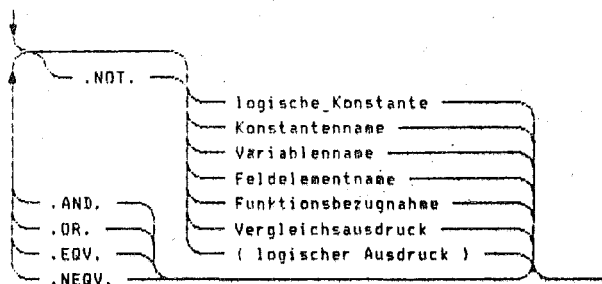 .NOT.
logische_Konstante
Konstantenname
Variablenname
Feldelementname
.AND. Funktionsbezugnahme
.OR. Vergleichsausdruck
.EQV. ( logischer Ausdruck )
.NEQV.